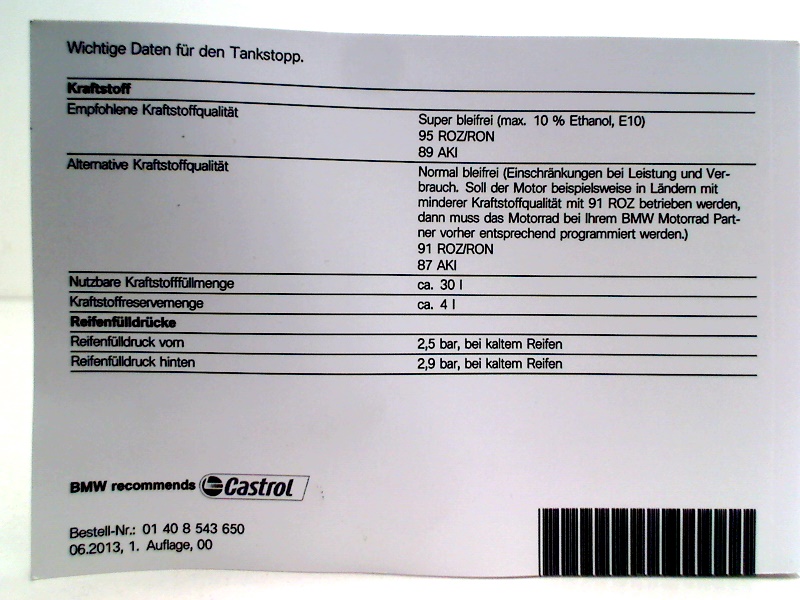 Wichtige Daten für den Tankstopp.
Kraftstoff
Empfohlene Kraftstoffqualität
Super bleifrei (max. 10 % Ethanol, E10)
95 ROZ/RON
89 AKI
Alternative Kraftstoffqualität
Normal bleifrei (Einschränkungen bei Leistung und Ver-
brauch. Soll der Motor beispielsweise in Ländern mit
minderer Kraftstoffqualität mit 91 ROZ betrieben werden,
dann muss das Motorrad bei Ihrem BMW Motorrad Part-
ner vorher entsprechend programmiert werden.)
91 ROZ/RON
87 AKI
Nutzbare Kraftstofffüllmenge ca. 30 l
Kraftstoffreservemenge ca. 4 l
Reifenfülldrücke
Reifenfülldruck vorn 2,5 bar, bei kaltem Reifen
Reifenfülldruck hinten 2,9 bar, bei kaltem Reifen
BMW recommends Castrol
Bestell-Nr.: 01 40 8 543 650
06.2013, 1. Auflage, 00